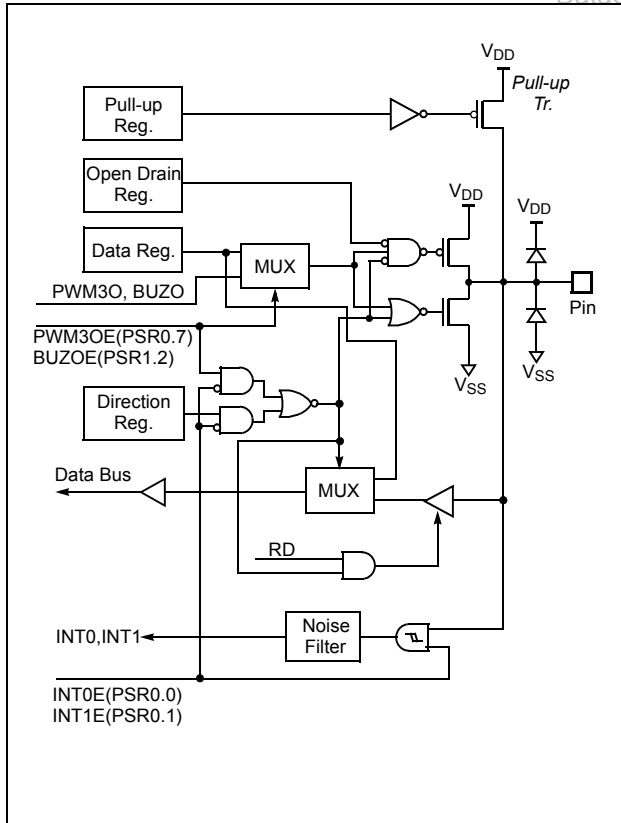 VDD
Pull-up
Tr.
Pull-up
Reg.
Open Drain
Reg.
VDD
VDD
Data Reg.
MUX
PWM3O, BUZO
Pin
PWM3OE(PSR0.7)
BUZOE(PSR1.2)
VSS
VSS
Direction
Reg.
Data Bus
MUX
RD
INT0,INT1
Noise
Filter
INT0E(PSR0.0)
INT1E(PSR0.1)